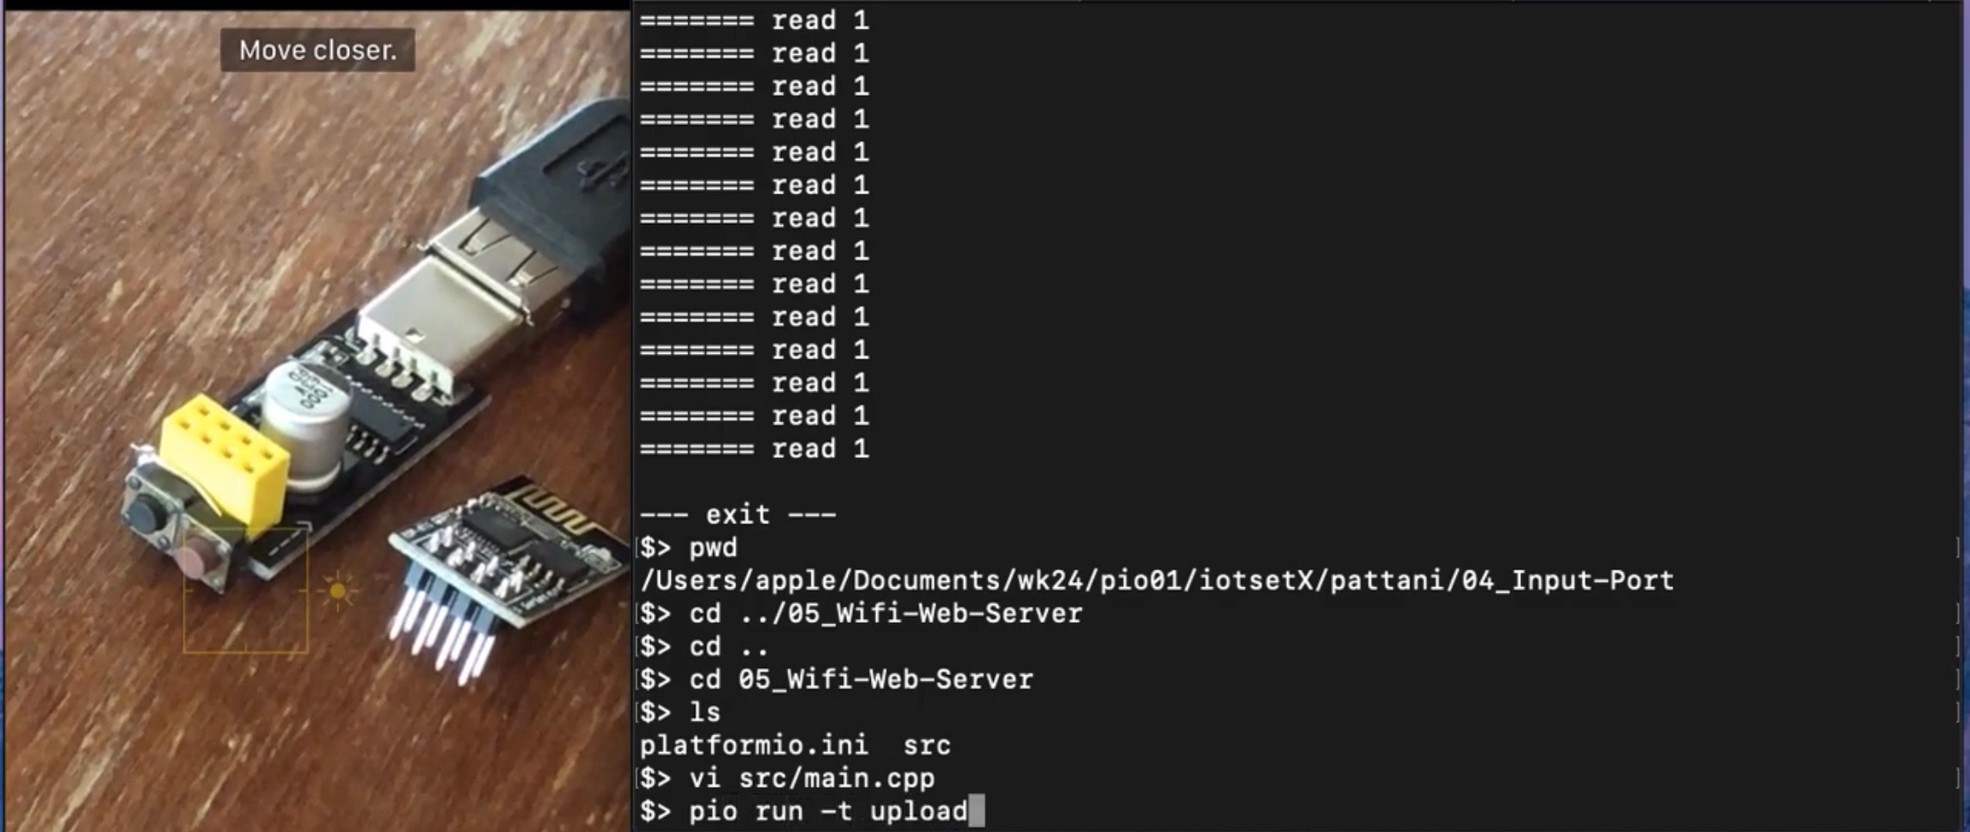 Move closer.
======= read 1
======= read 1
======= read 1
======= read 1
======= read 1
======= read 1
======= read 1
======= read 1
======= read 1
======= read 1
======= read 1
======= read 1
======= read 1
======= read 1
--- exit ---
$> pwd
/Users/apple/Documents/wk24/pio01/iotsetX/pattani/04_Input-Port
$> cd ../05_Wifi-Web-Server
$> cd ..
$> cd 05_Wifi-Web-Server
$> ls
platformio.ini  src
$> vi src/main.cpp
$> pio run -t upload